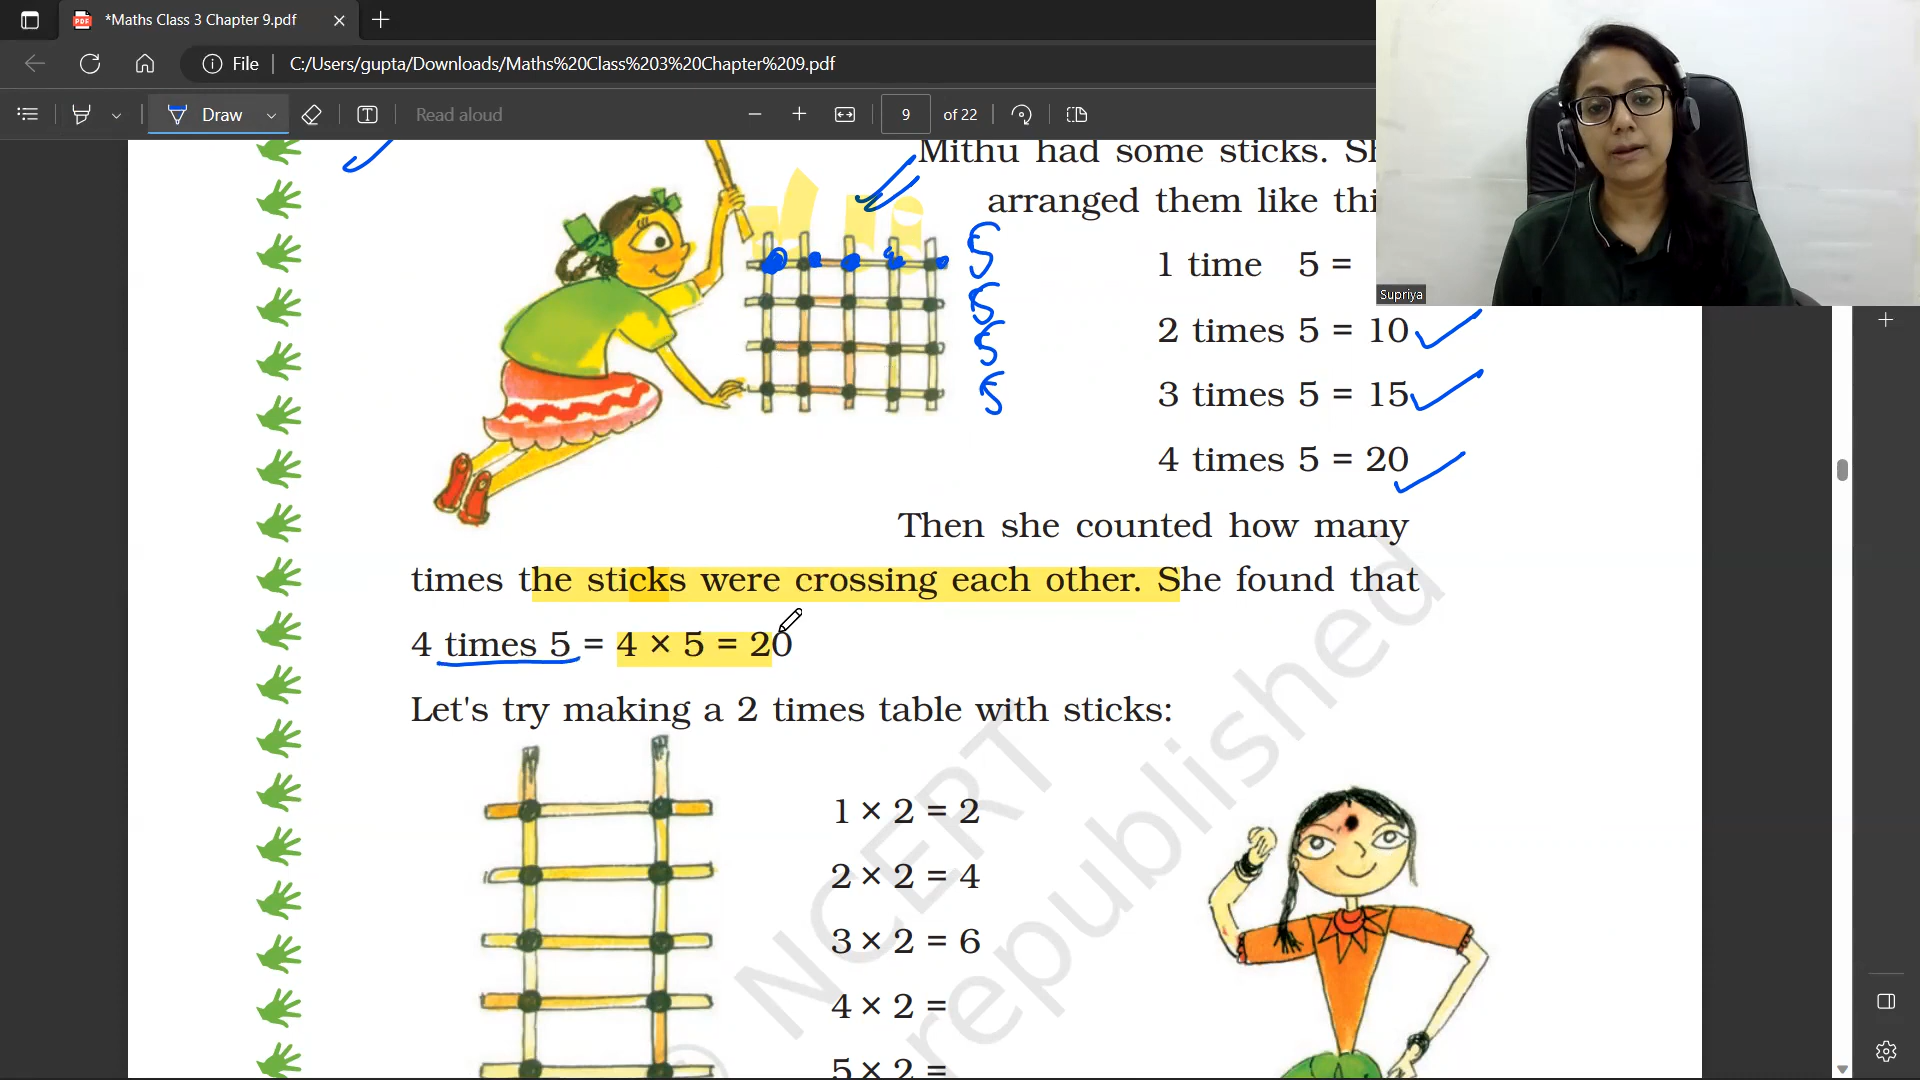 *Maths Class 3 Chapter 9.pdf
File
C:/Users/gupta/Downloads/Maths%20Class%203%20Chapter%209.pdf
Draw
Read aloud
9
of 22
Supriya
Mithu had some sticks.
arranged them like
1 time 5 =
2 times 5 = 10
3 times 5 = 15
4 times 5 = 20
5
5
5
5
Then she counted how many
times the sticks were crossing each other. She found that
4 times 5 = 4 × 5 = 20
Let's try making a 2 times table with sticks:
1 × 2 = 2
2 × 2 = 4
3 × 2 = 6
4 × 2 =
5 × 2 =
NCERT
republished